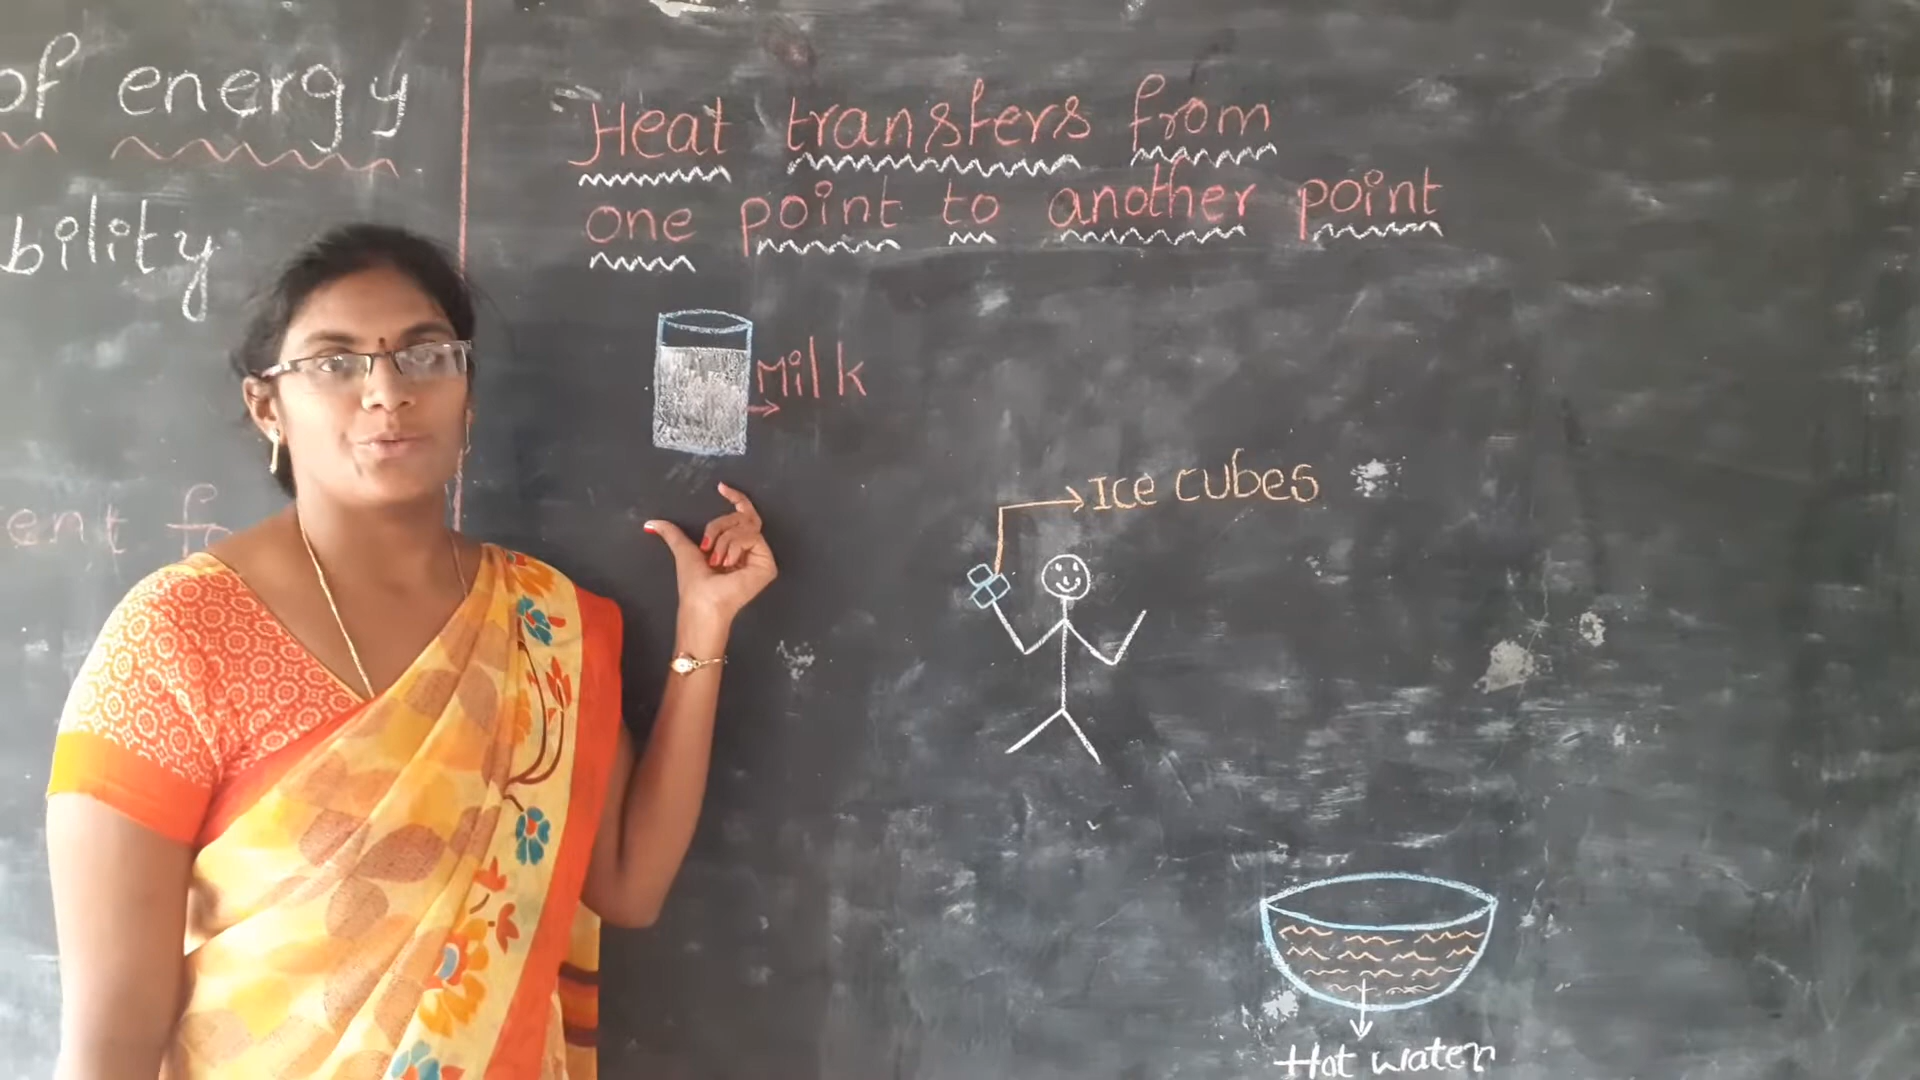 of energy
bility
ent
Heat transfers from
one point to another point
Milk
Ice cubes
Hot water